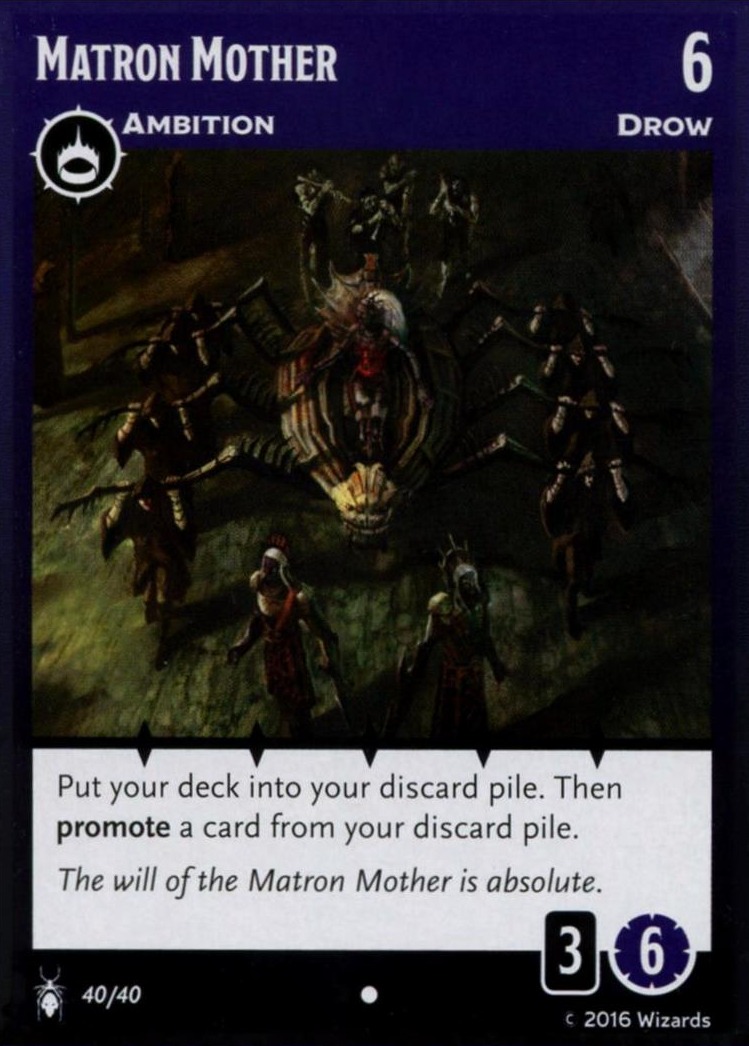 MATRON MOTHER 6
AMBITION DROW
Put your deck into your discard pile. Then
promote a card from your discard pile.
The will of the Matron Mother is absolute.
3 6
40/40
© 2016 Wizards